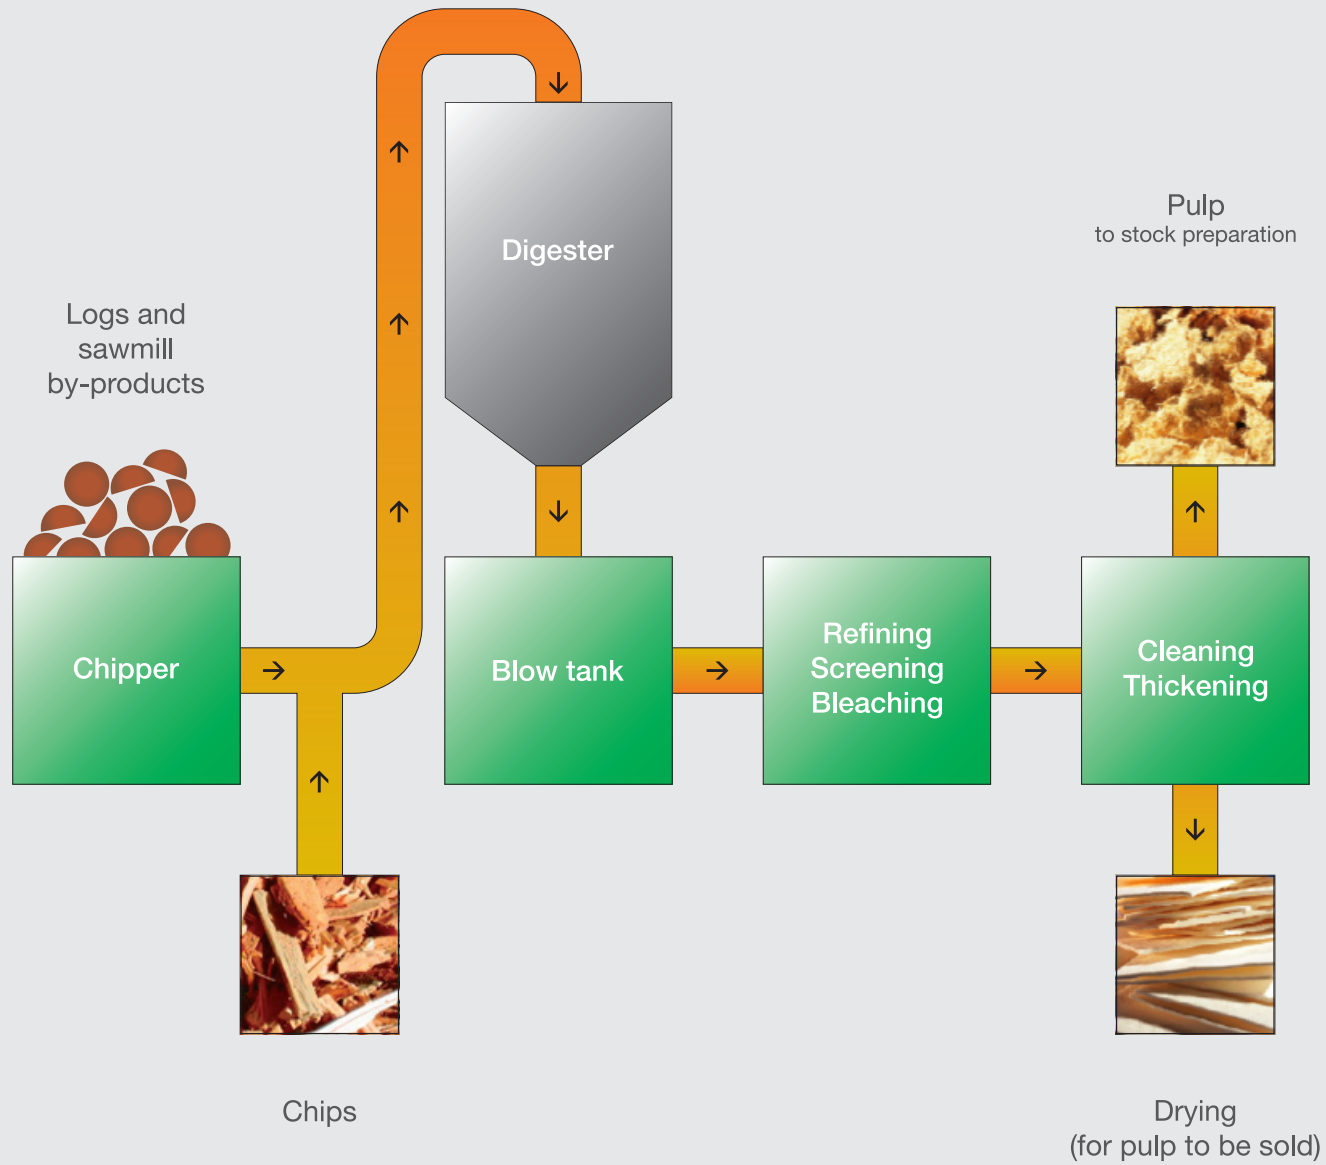 Digester
Pulp
to stock preparation
Logs and
sawmill
by-products
Chipper
Blow tank
Refining
Screening
Bleaching
Cleaning
Thickening
Chips
Drying
(for pulp to be sold)